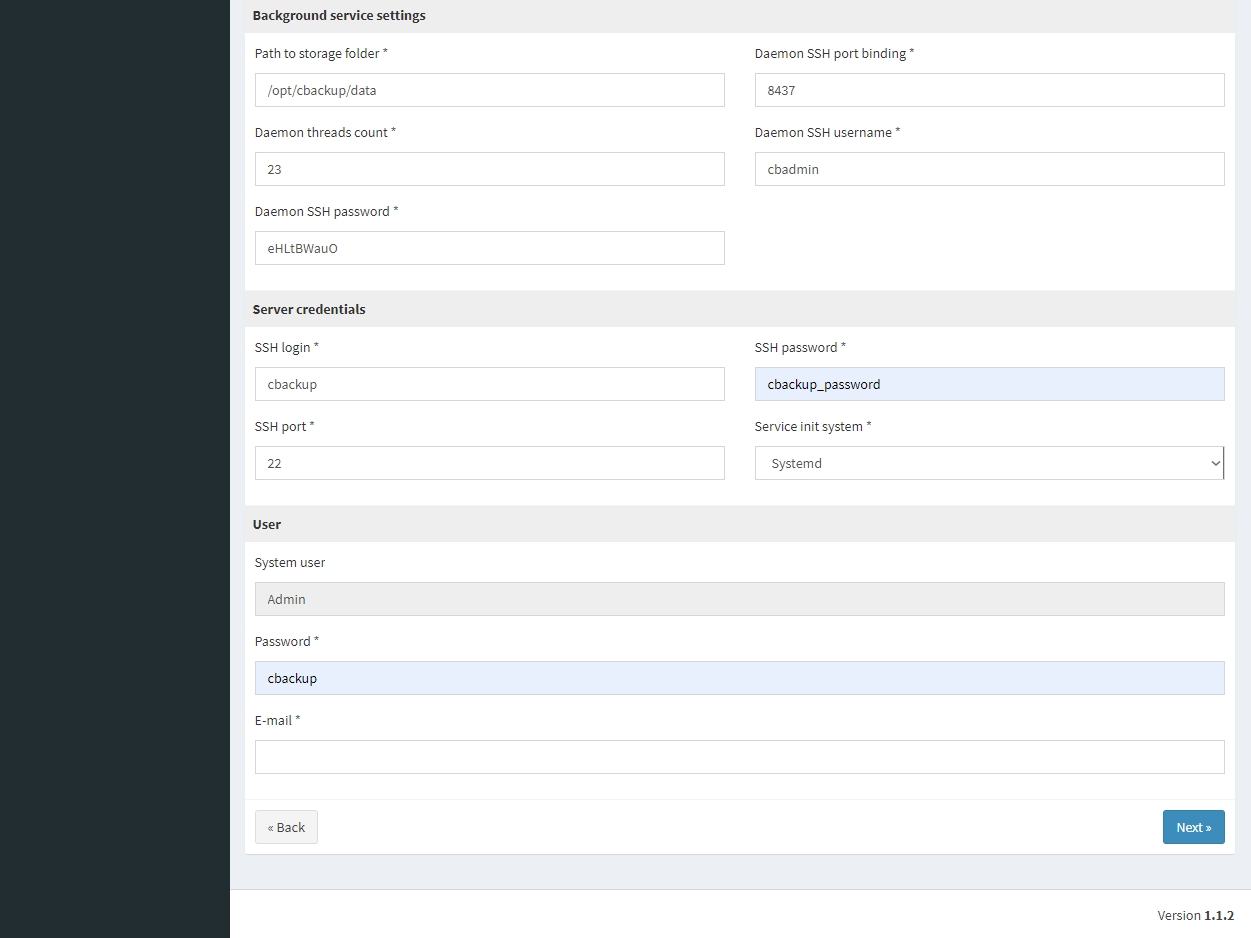 Background service settings
Path to storage folder * Daemon SSH port binding *
/opt/cbackup/data 8437
Daemon threads count * Daemon SSH username *
23 cbadmin
Daemon SSH password *
eHLtBWauO
Server credentials
SSH login * SSH password *
cbackup cbackup_password
SSH port * Service init system *
22 Systemd
User
System user
Admin
Password *
cbackup
E-mail *
« Back Next »
Version 1.1.2